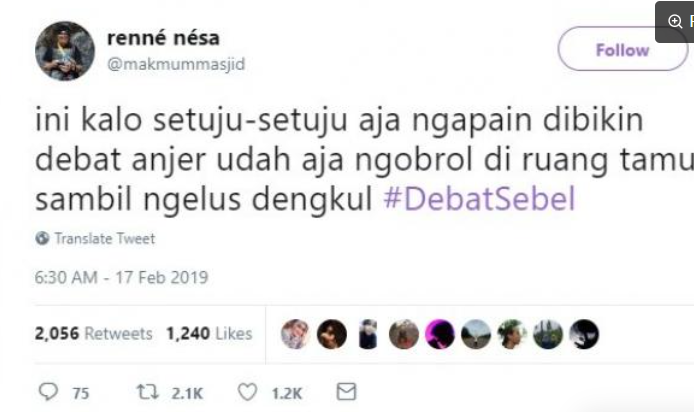 renné nésa
@makmummasjid
Follow
ini kalo setuju-setuju aja ngapain dibikin
debat anjer udah aja ngobrol di ruang tamu
sambil ngelus dengkul #DebatSebel
Translate Tweet
6:30 AM - 17 Feb 2019
2,056 Retweets 1,240 Likes
75 2.1K 1.2K